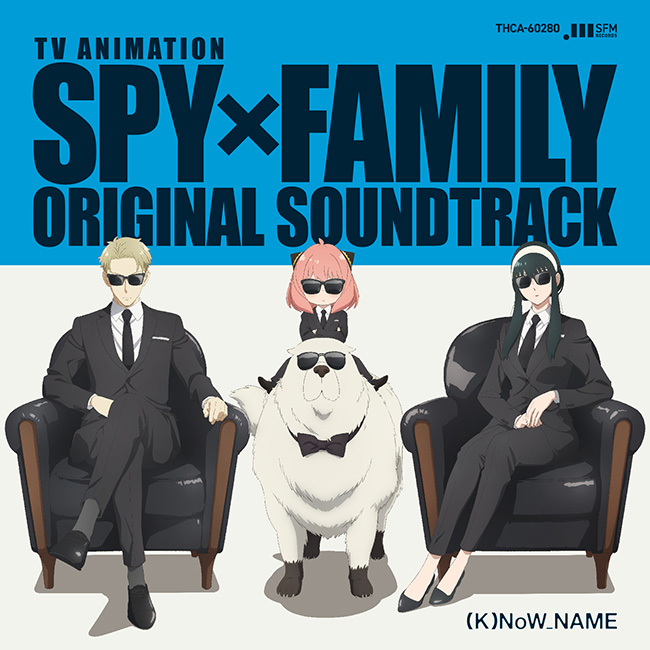 THCA-60280
SFM
RECORDS
TV ANIMATION
SPY×FAMILY
ORIGINAL SOUNDTRACK
(K)NoW_NAME